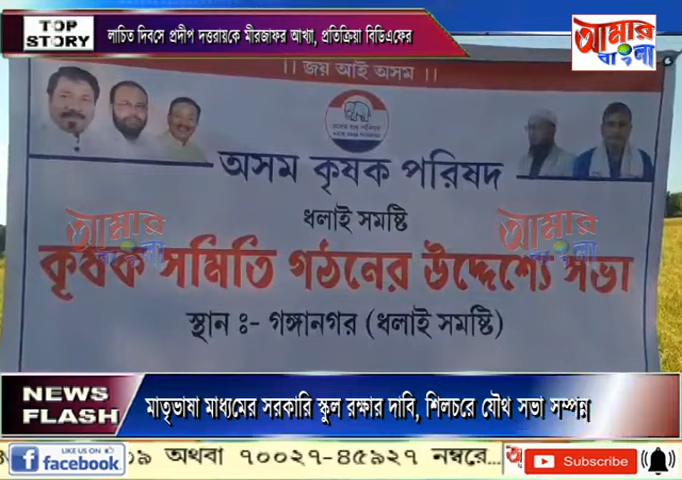 TOP STORY
লাচিত দিবসে প্রদীপ দত্তরায়কে মীরজাফর আখ্যা, প্রতিক্রিয়া বিডিএফের
আমার বাংলা
।। জয় আই অসম ।।
অসম কৃষক পরিষদ
ধলাই সমষ্টি
আমার বাংলা
আমার বাংলা
কৃষক সমিতি গঠনের উদ্দেশ্যে সভা
স্থান ঃ- গঙ্গানগর (ধলাই সমষ্টি)
NEWS FLASH
মাতৃভাষা মাধ্যমের সরকারি স্কুল রক্ষার দাবি, শিলচরে যৌথ সভা সম্পন্ন
LIKE US ON facebook
০৯ অথবা ৭০০২৭-৪৫৯২৭ নম্বরে...
Subscribe